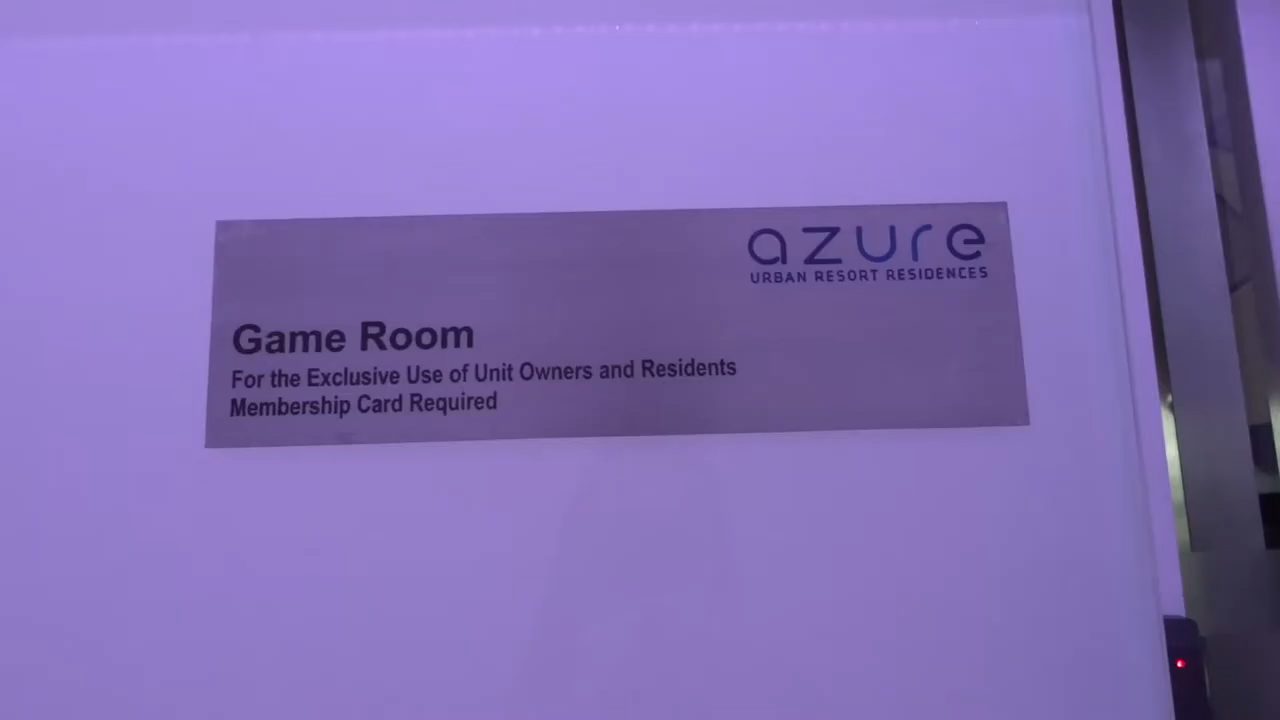 azure
URBAN RESORT RESIDENCES
Game Room
For the Exclusive Use of Unit Owners and Residents
Membership Card Required